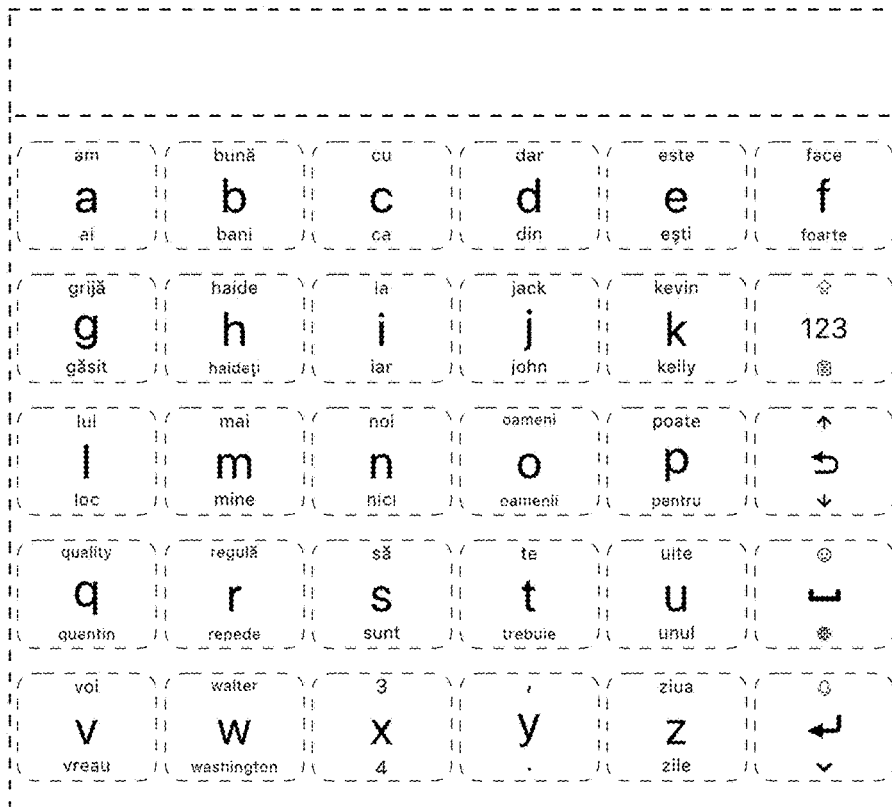 am bună cu dar este face
a b c d e f
ai bani ca din ești foarte
grijă haide ia jack kevin
g h i j k 123
găsit haideți iar john kelly
lui mai noi oameni poate
l m n o p
loc mine nici oamenii pentru
quality regulă să te uite
q r s t u
quentin repede sunt trebuie unul
voi walter 3 , ziua
v w x y z
vreau washington 4 . zile